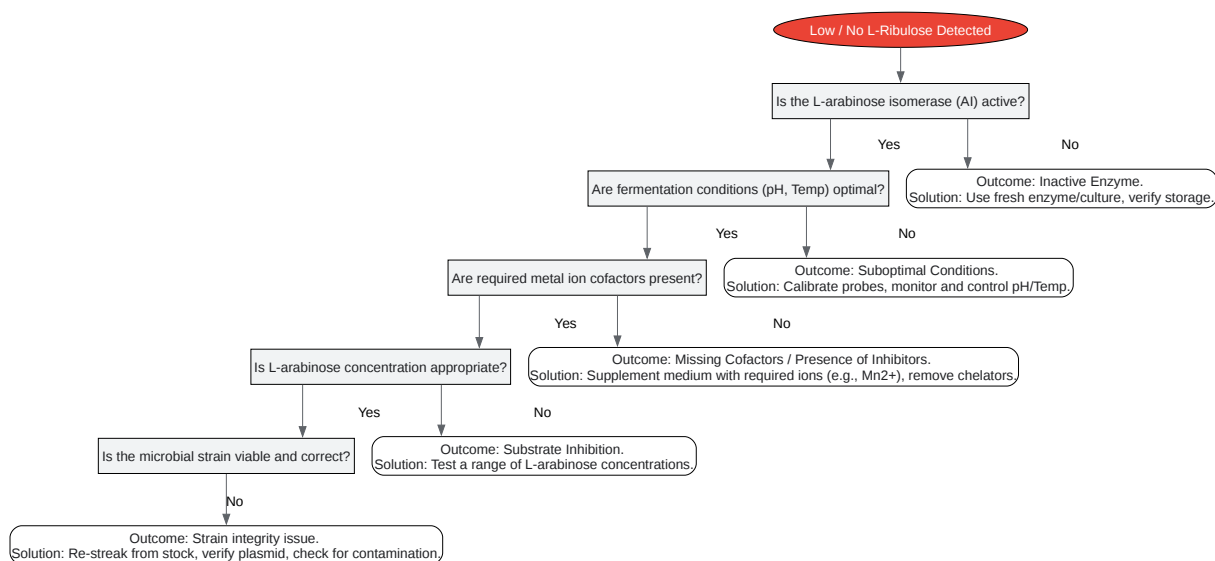 Low / No L-Ribulose Detected
Is the L-arabinose isomerase (AI) active?
Yes
No
Are fermentation conditions (pH, Temp) optimal?
Outcome: Inactive Enzyme.
Solution: Use fresh enzyme/culture, verify storage.
Yes
No
Are required metal ion cofactors present?
Outcome: Suboptimal Conditions.
Solution: Calibrate probes, monitor and control pH/Temp.
Yes
No
Is L-arabinose concentration appropriate?
Outcome: Missing Cofactors / Presence of Inhibitors.
Solution: Supplement medium with required ions (e.g., Mn2+), remove chelators.
Yes
No
Is the microbial strain viable and correct?
Outcome: Substrate Inhibition.
Solution: Test a range of L-arabinose concentrations.
No
Outcome: Strain integrity issue.
Solution: Re-streak from stock, verify plasmid, check for contamination.